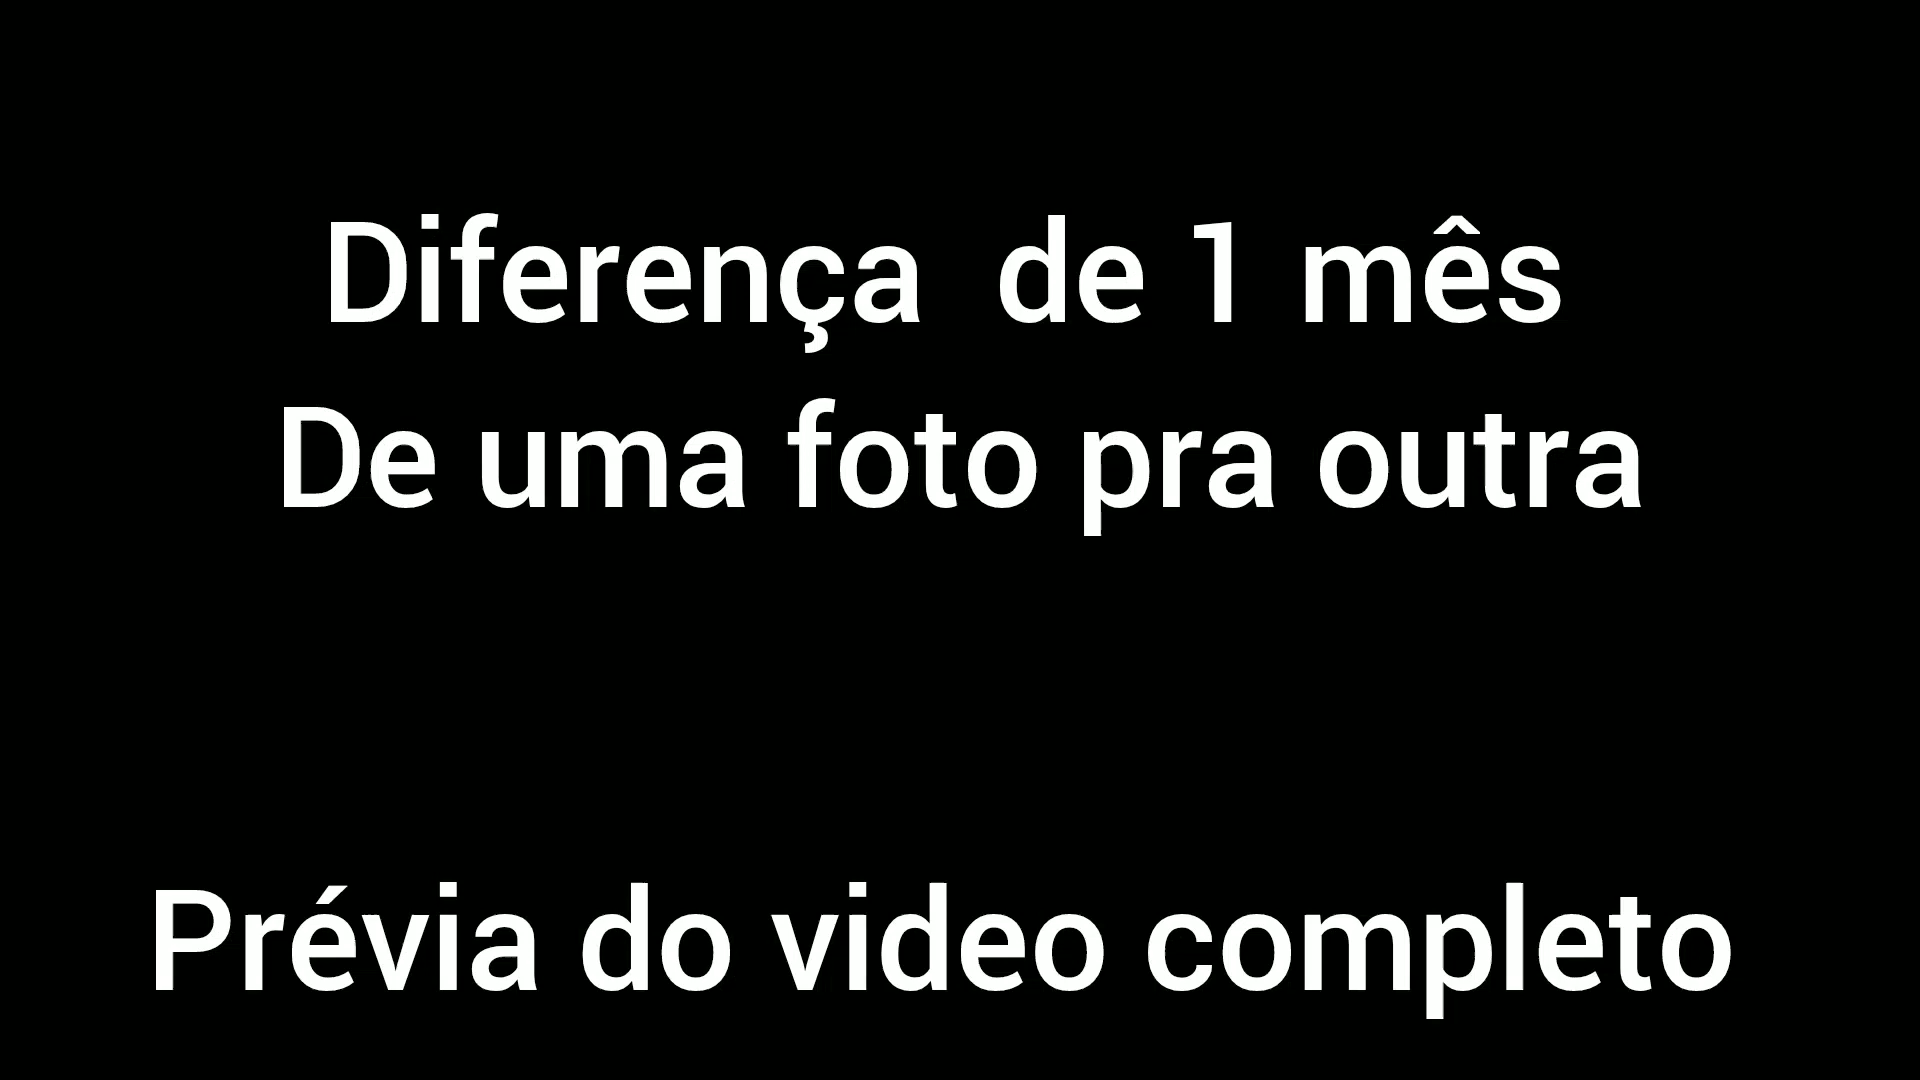 Diferença  de 1 mês
De uma foto pra outra
Prévia do video completo